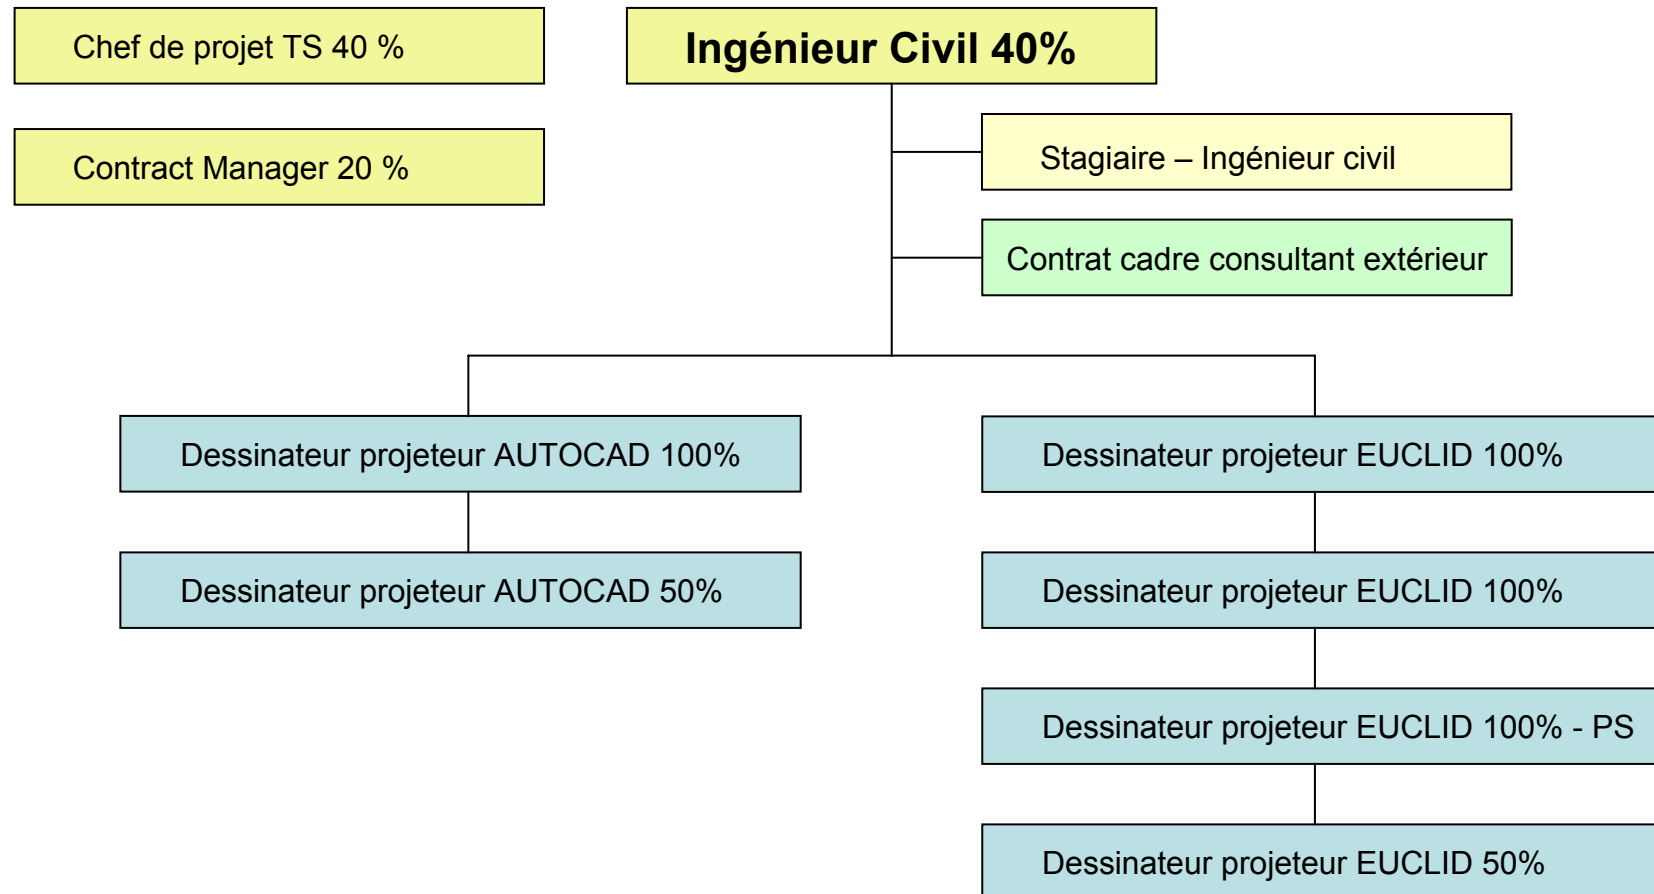 Chef de projet TS 40 %
Ingénieur Civil 40%
Contract Manager 20 %
Stagiaire – Ingénieur civil
Contrat cadre consultant extérieur
Dessinateur projeteur AUTOCAD 100%
Dessinateur projeteur EUCLID 100%
Dessinateur projeteur AUTOCAD 50%
Dessinateur projeteur EUCLID 100%
Dessinateur projeteur EUCLID 100% - PS
Dessinateur projeteur EUCLID 50%